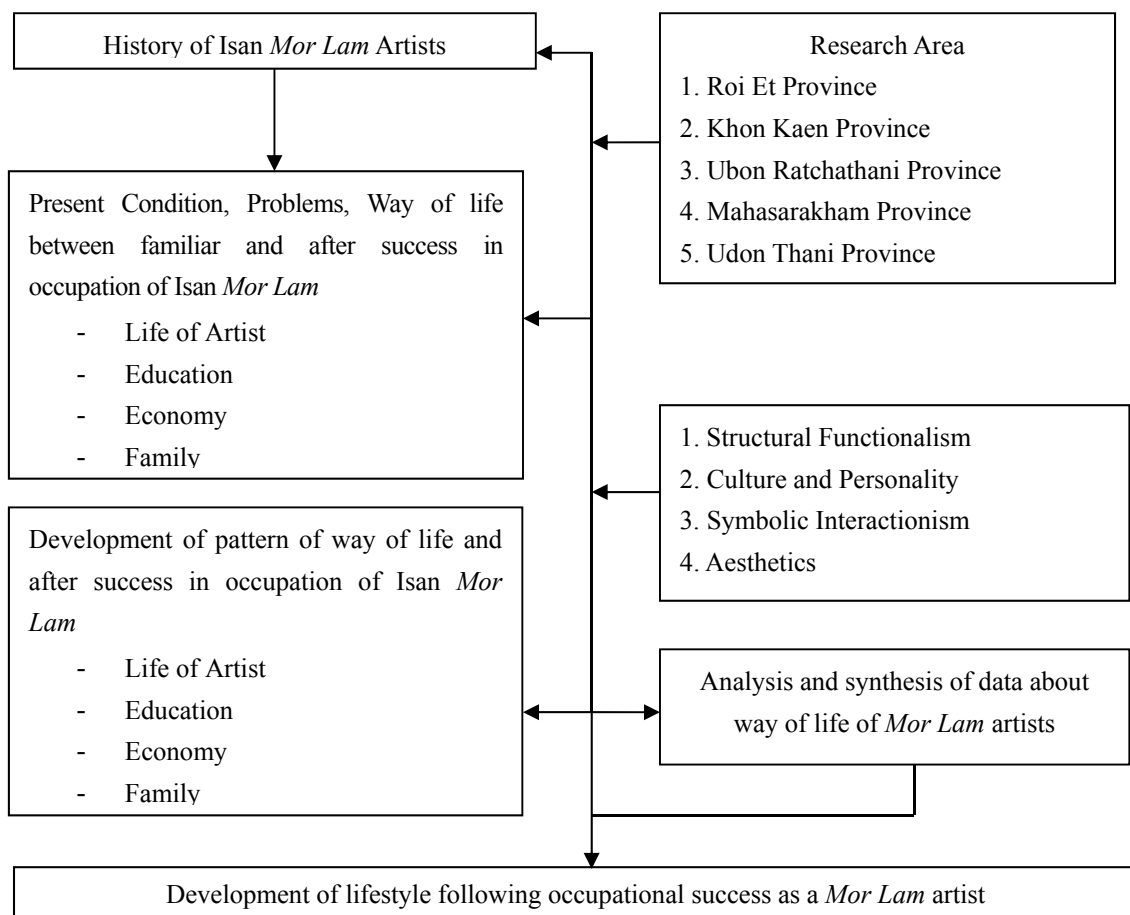 History of Isan Mor Lam Artists
Present Condition, Problems, Way of life
between familiar and after success in
occupation of Isan Mor Lam
- Life of Artist
- Education
- Economy
- Family
Development of pattern of way of life and
after success in occupation of Isan Mor
Lam
- Life of Artist
- Education
- Economy
- Family
Research Area
1. Roi Et Province
2. Khon Kaen Province
3. Ubon Ratchathani Province
4. Mahasarakham Province
5. Udon Thani Province
1. Structural Functionalism
2. Culture and Personality
3. Symbolic Interactionism
4. Aesthetics
Analysis and synthesis of data about
way of life of Mor Lam artists
Development of lifestyle following occupational success as a Mor Lam artist